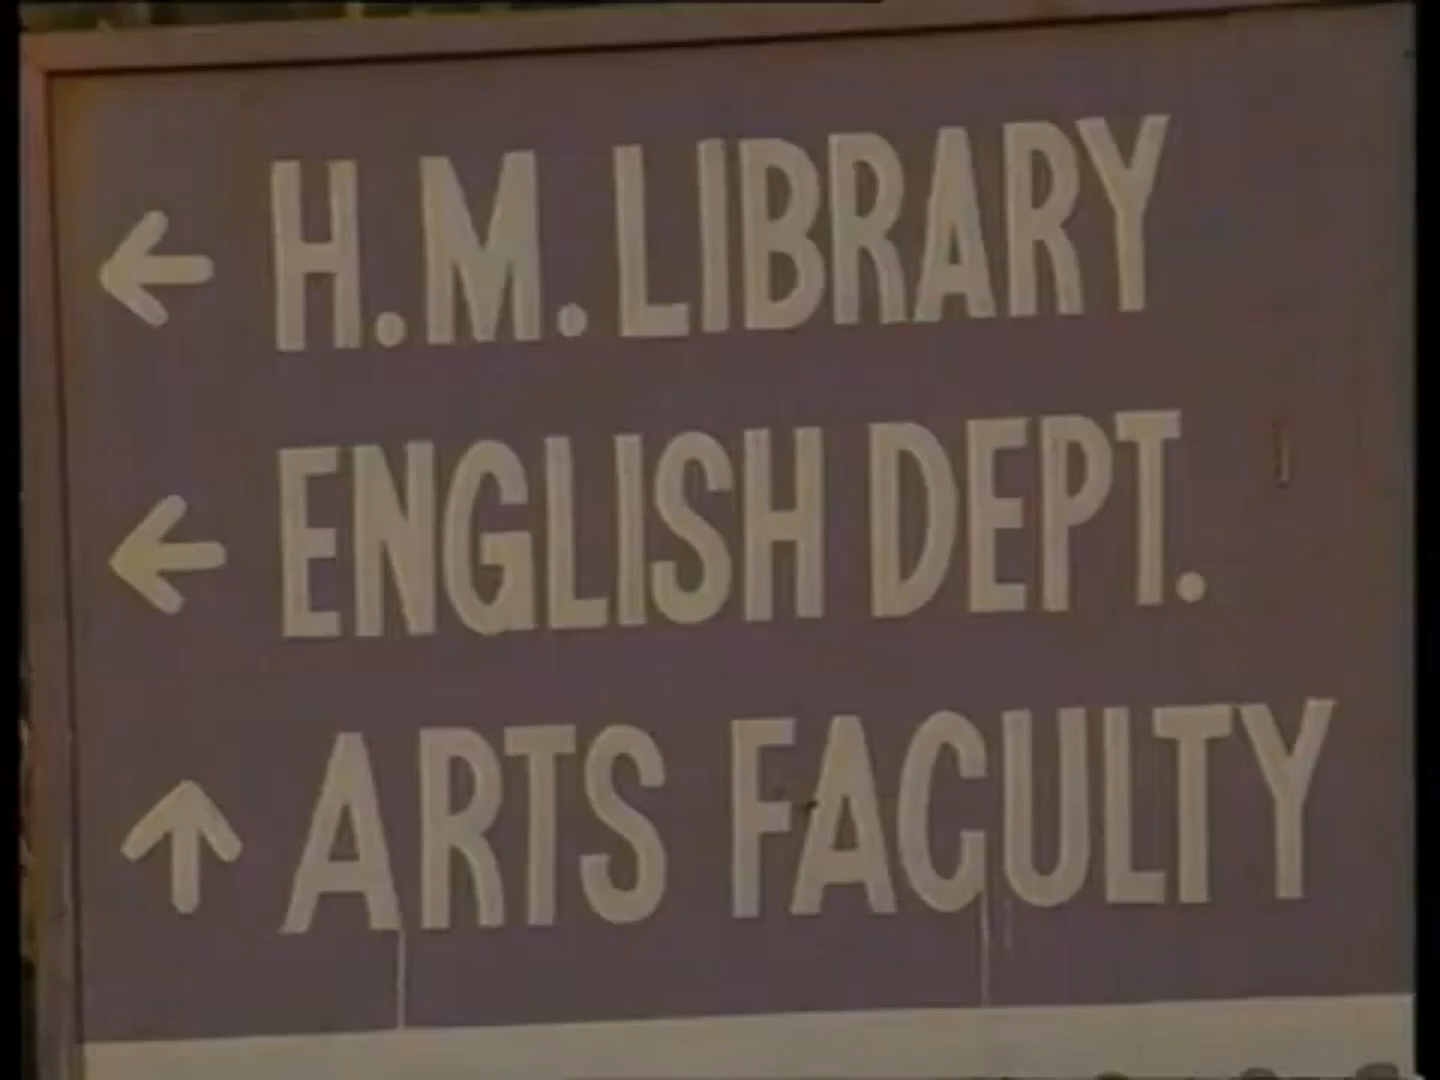 ← H.M. LIBRARY
← ENGLISH DEPT.
↑ ARTS FACULTY